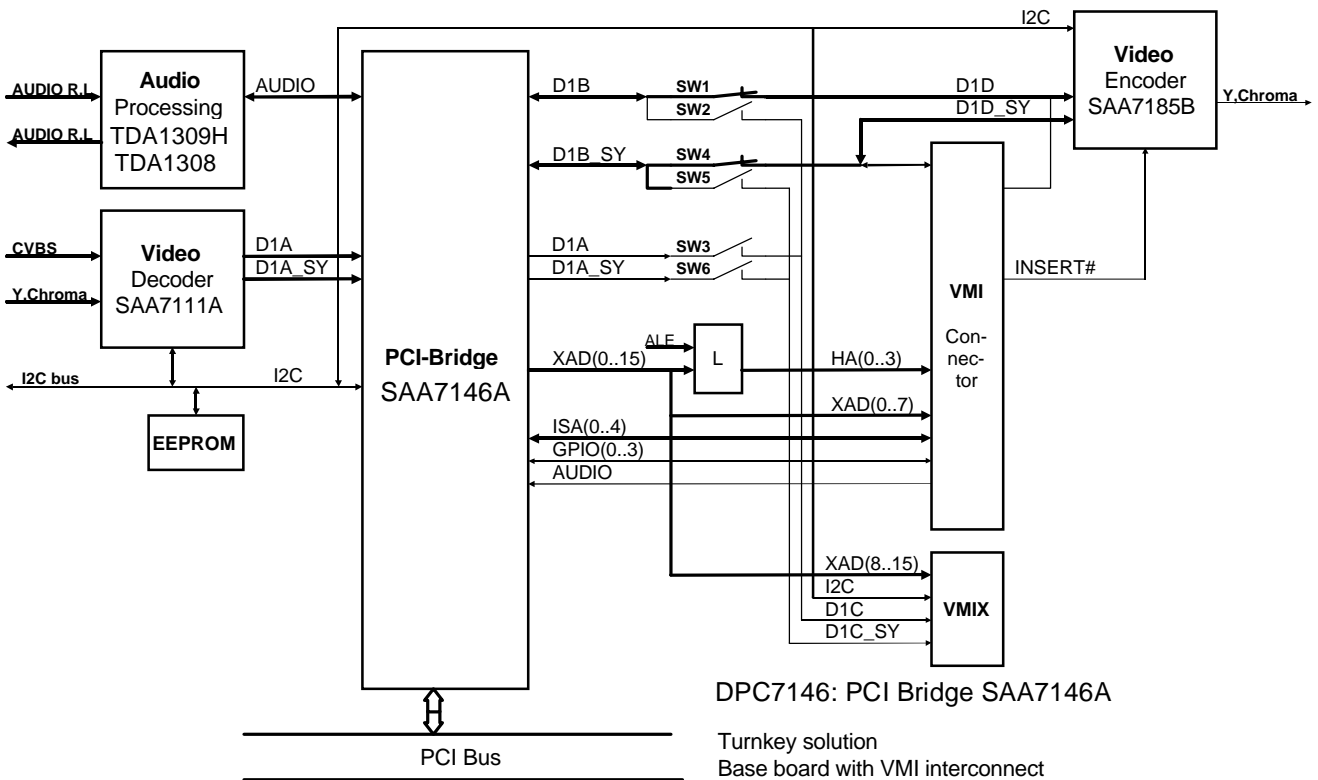 I2C
Audio
Processing
TDA1309H
TDA1308
AUDIO R,L
AUDIO R,L
AUDIO
Video
Encoder
SAA7185B
Y,Chroma
D1B
SW1
SW2
D1D
D1D_SY
D1B_SY
SW4
SW5
CVBS
Y,Chroma
Video
Decoder
SAA7111A
D1A
D1A_SY
D1A
D1A_SY
SW3
SW6
INSERT#
VMI
Con-
nec-
tor
PCI-Bridge
SAA7146A
ALE
XAD(0..15)
L
HA(0..3)
XAD(0..7)
I2C bus
I2C
EEPROM
ISA(0..4)
GPIO(0..3)
AUDIO
XAD(8..15)
I2C
D1C
D1C_SY
VMIX
PCI Bus
DPC7146: PCI Bridge SAA7146A
Turnkey solution
Base board with VMI interconnect